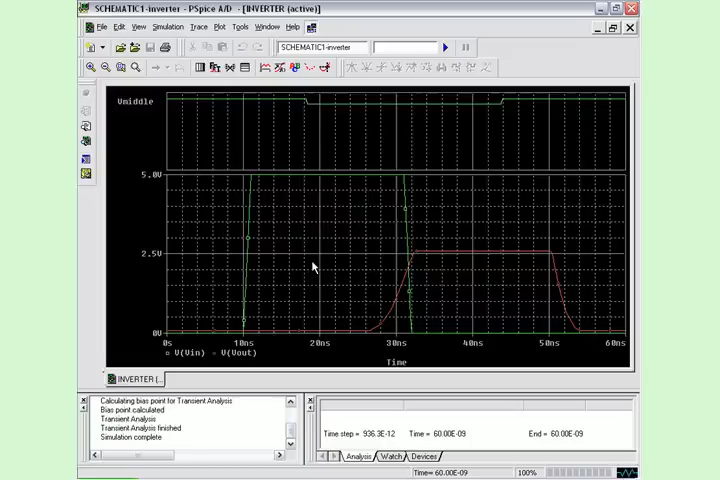 SCHEMATIC1-inverter - PSpice A/D - [INVERTER (active)]
File Edit View Simulation Trace Plot Tools Window Help
SCHEMATIC1-inverter
Vmiddle
5.0V
2.5V
0V
0s 10ns 20ns 30ns 40ns 50ns 60ns
V(Vin) V(Vout)
Time
INVERTER (...
Calculating bias point for Transient Analysis
Bias point calculated
Transient Analysis
Transient Analysis finished
Simulation complete
Time step = 936.3E-12 Time = 60.00E-09 End = 60.00E-09
Analysis Watch Devices
Time= 60.00E-09 100%